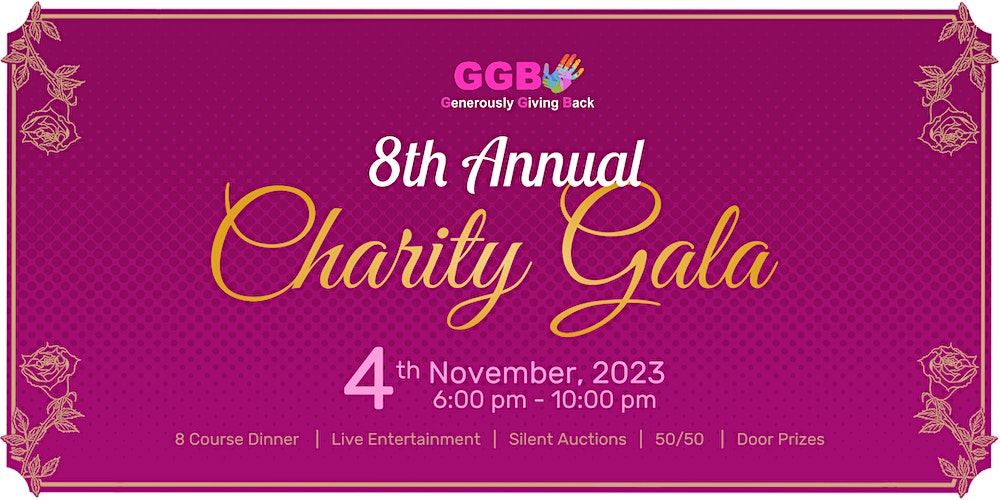 GGB
Generously Giving Back
8th Annual
Charity Gala
4th November, 2023
6:00 pm - 10:00 pm
8 Course Dinner | Live Entertainment | Silent Auctions | 50/50 | Door Prizes